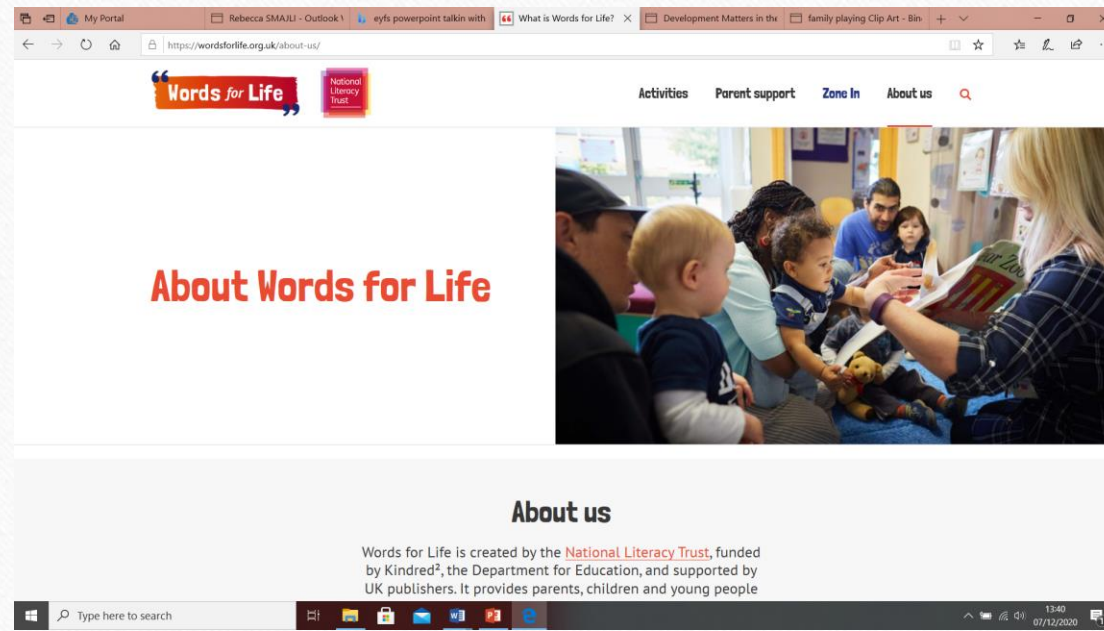 My Portal
Rebecca SMAJLI - Outlook
eyfs powerpoint talkin with
What is Words for Life?
Development Matters in the
family playing Clip Art - Bin
https://wordsforlife.org.uk/about-us/
Words for Life
National
Literacy
Trust
Activities Parent support Zone In About us
About Words for Life
About us
Words for Life is created by the National Literacy Trust, funded
by Kindred², the Department for Education, and supported by
UK publishers. It provides parents, children and young people
Type here to search
13:40
07/12/2020